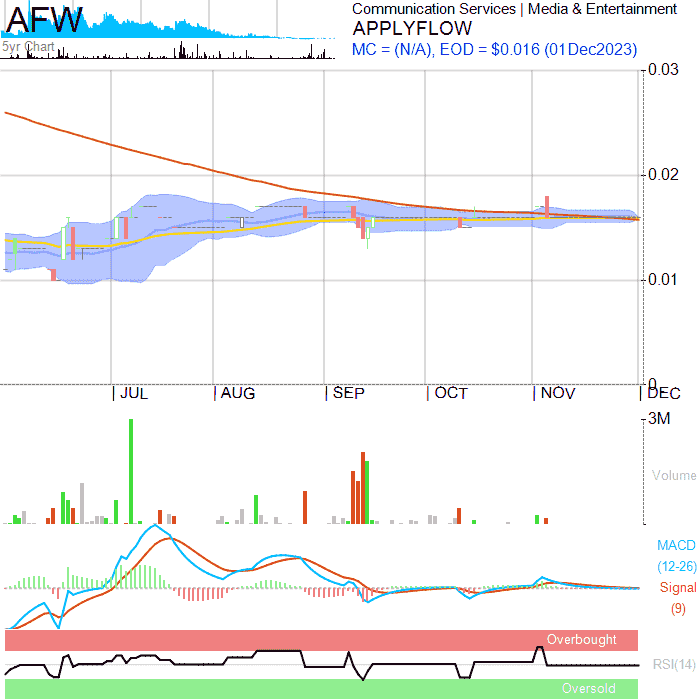 AFW
5yr Chart
Communication Services | Media & Entertainment
APPLYFLOW
MC = (N/A), EOD = $0.016 (01Dec2023)
0.03
0.02
0.01
0
JUL AUG SEP OCT NOV DEC
3M
Volume
MACD
(12-26)
Signal
(9)
Overbought
RSI(14)
Oversold